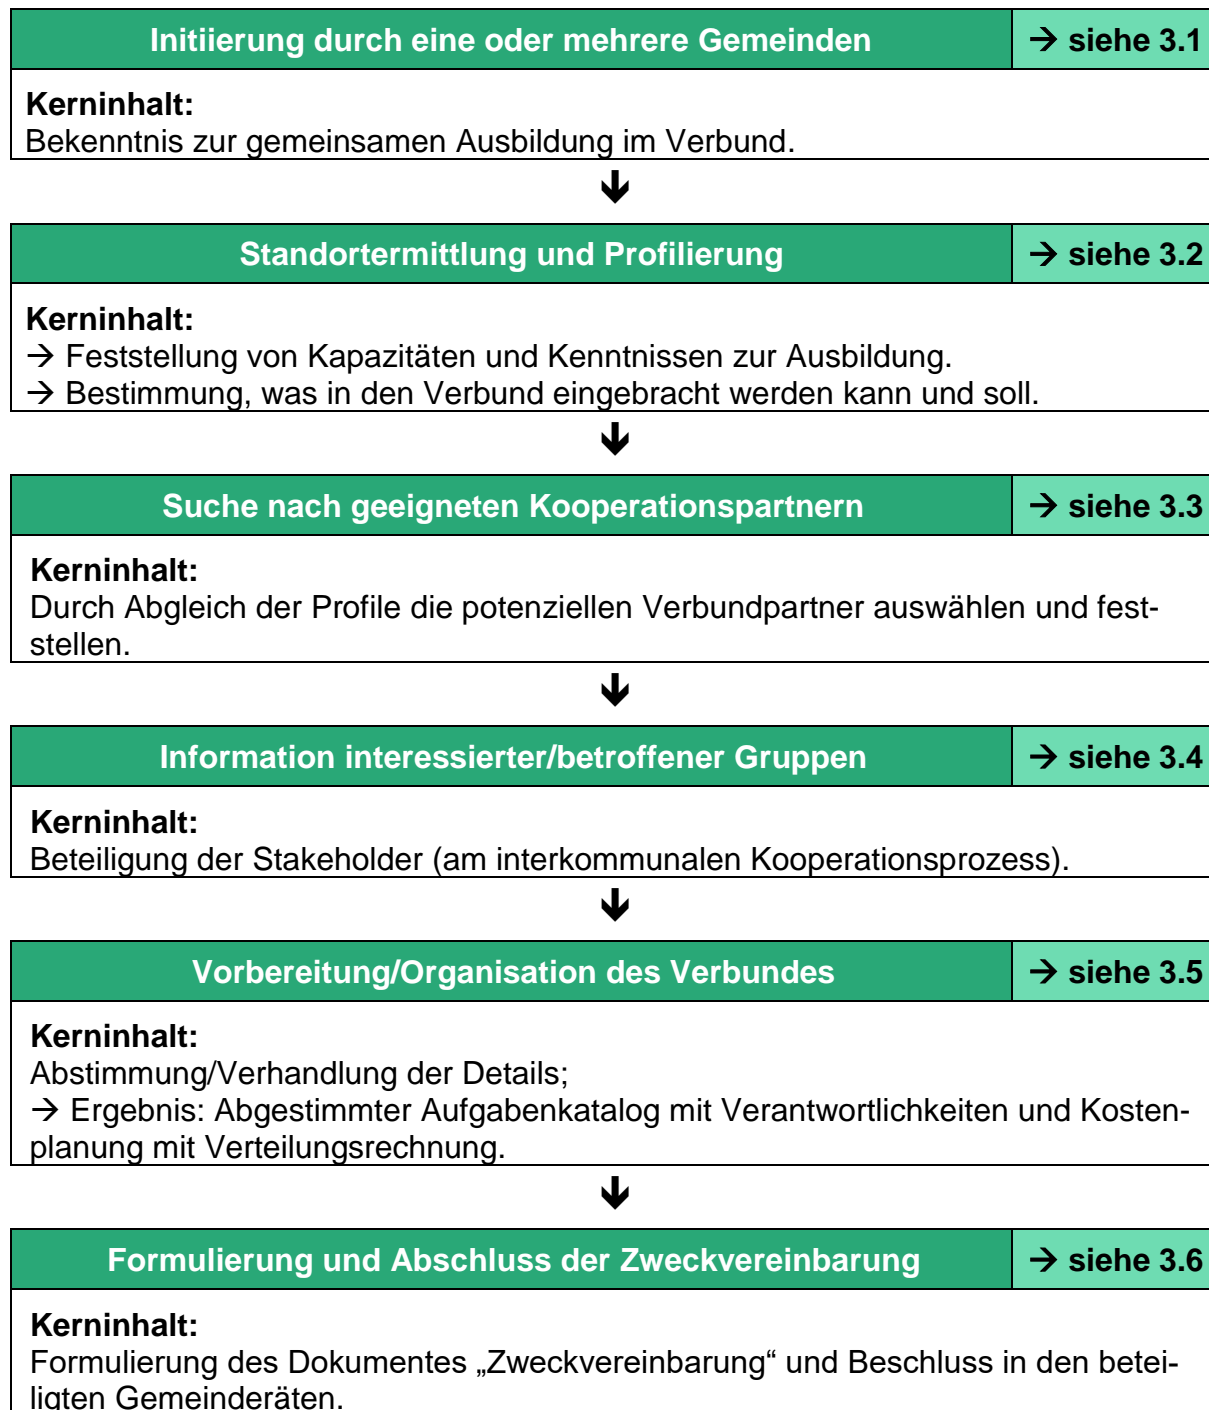 Initiierung durch eine oder mehrere Gemeinden → siehe 3.1
Kerninhalt:
Bekenntnis zur gemeinsamen Ausbildung im Verbund.
🡻
Standortermittlung und Profilierung → siehe 3.2
Kerninhalt:
→ Feststellung von Kapazitäten und Kenntnissen zur Ausbildung.
→ Bestimmung, was in den Verbund eingebracht werden kann und soll.
🡻
Suche nach geeigneten Kooperationspartnern → siehe 3.3
Kerninhalt:
Durch Abgleich der Profile die potenziellen Verbundpartner auswählen und fest-
stellen.
🡻
Information interessierter/betroffener Gruppen → siehe 3.4
Kerninhalt:
Beteiligung der Stakeholder (am interkommunalen Kooperationsprozess).
🡻
Vorbereitung/Organisation des Verbundes → siehe 3.5
Kerninhalt:
Abstimmung/Verhandlung der Details;
→ Ergebnis: Abgestimmter Aufgabenkatalog mit Verantwortlichkeiten und Kosten-
planung mit Verteilungsrechnung.
🡻
Formulierung und Abschluss der Zweckvereinbarung → siehe 3.6
Kerninhalt:
Formulierung des Dokumentes „Zweckvereinbarung“ und Beschluss in den betei-
ligten Gemeinderäten.